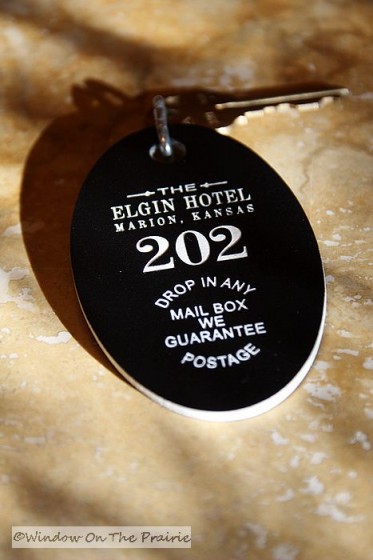 THE
ELGIN HOTEL
MARION, KANSAS
202
DROP IN ANY
MAIL BOX
WE
GUARANTEE
POSTAGE
©Window On The Prairie